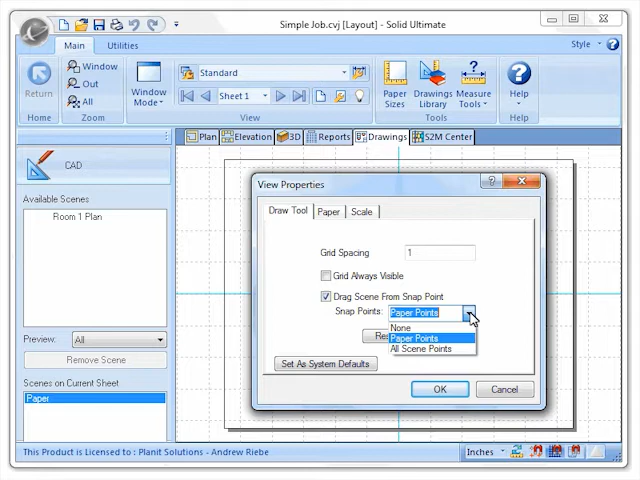 Simple Job.cvj [Layout] - Solid Ultimate
Main Utilities Style
Return
Window
Out
All
Window Mode
Standard
Sheet 1
Paper Sizes
Drawings Library
Measure Tools
Help
Home Zoom View Tools Help
Plan Elevation 3D Reports Drawings S2M Center
CAD
Available Scenes
Room 1 Plan
Preview: All
Remove Scene
Scenes on Current Sheet
Paper
View Properties
Draw Tool Paper Scale
Grid Spacing 1
Grid Always Visible
Drag Scene From Snap Point
Snap Points: Paper Points
None
Paper Points
All Scene Points
Set As System Defaults
OK Cancel
This Product is Licensed to : Planit Solutions - Andrew Riebe
Inches